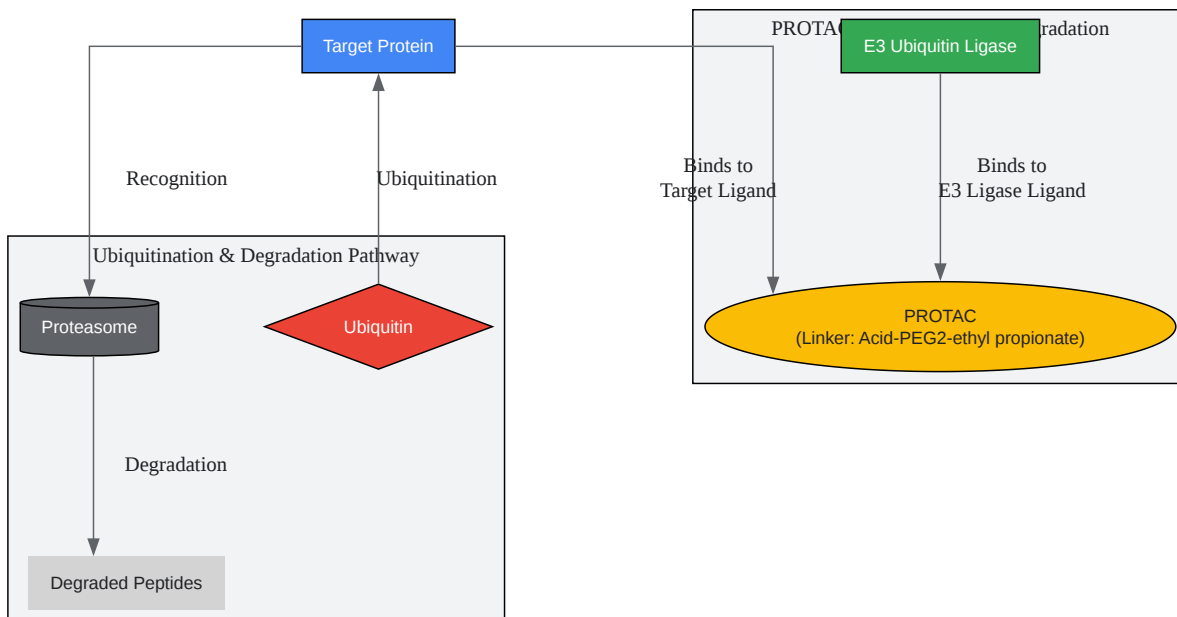 PROTAC
gradation
Target Protein
E3 Ubiquitin Ligase
Recognition
Ubiquitination
Binds to
Target Ligand
Binds to
E3 Ligase Ligand
Ubiquitination & Degradation Pathway
Proteasome
Ubiquitin
PROTAC
(Linker: Acid-PEG2-ethyl propionate)
Degradation
Degraded Peptides